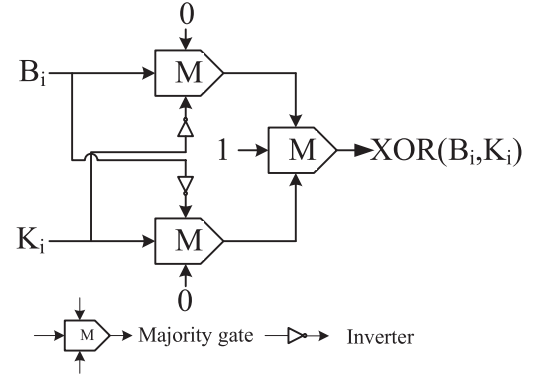 0
Bᵢ
M
1
M
XOR(Bᵢ,Kᵢ)
Kᵢ
M
0
M
Majority gate
Inverter